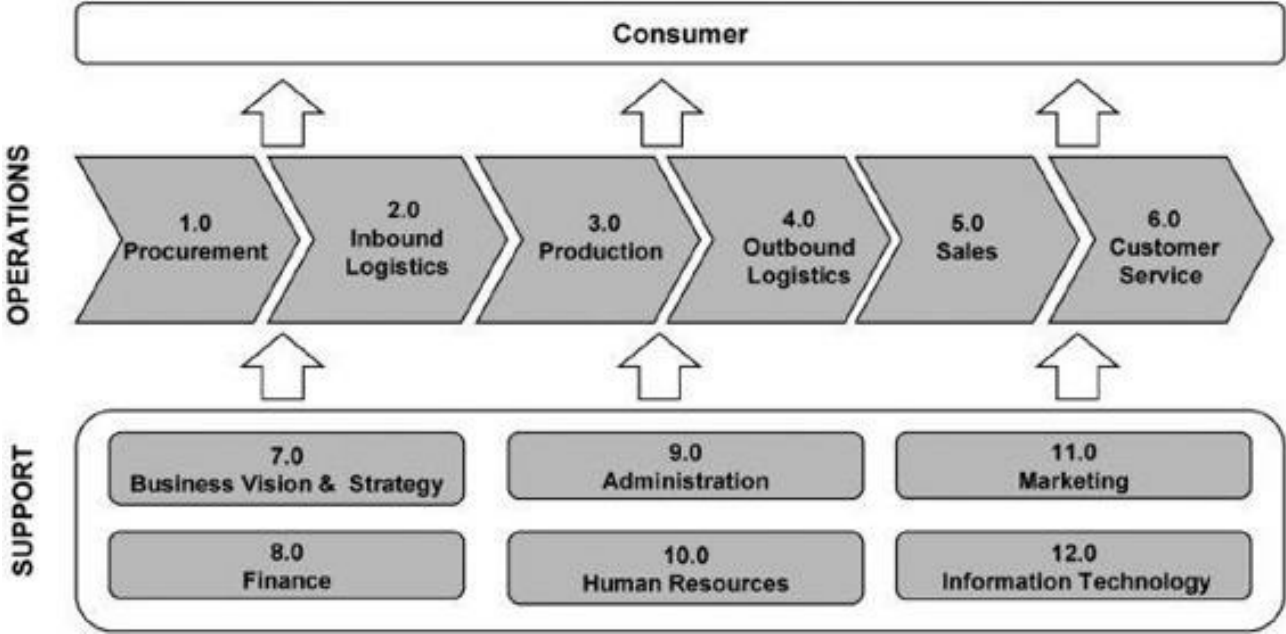 Consumer
OPERATIONS
1.0
Procurement
2.0
Inbound
Logistics
3.0
Production
4.0
Outbound
Logistics
5.0
Sales
6.0
Customer
Service
SUPPORT
7.0
Business Vision & Strategy
9.0
Administration
11.0
Marketing
8.0
Finance
10.0
Human Resources
12.0
Information Technology